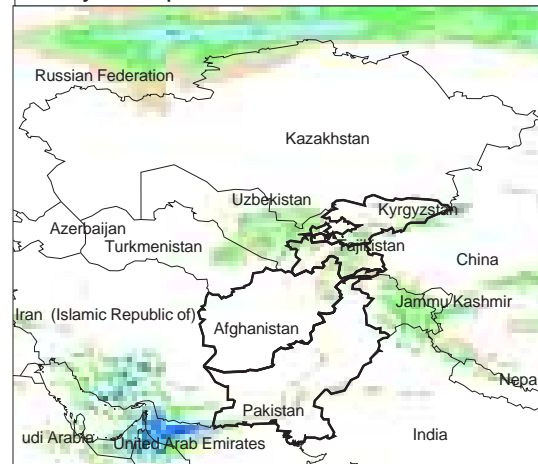 Russian Federation
Kazakhstan
Uzbekistan
Kyrgyzstan
Azerbaijan
Turkmenistan
Tajikistan
China
Jammu/Kashmir
Iran (Islamic Republic of)
Afghanistan
Nepa
Pakistan
udi Arabia
United Arab Emirates
India